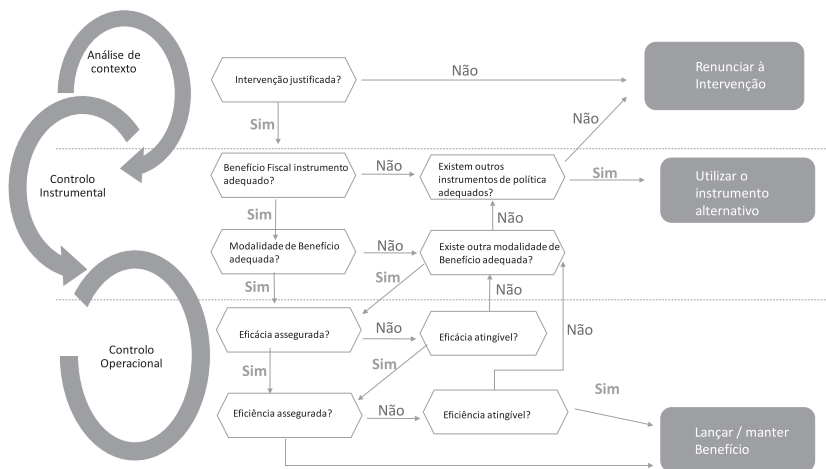 Análise de
contexto
Intervenção justificada?
Não
Renunciar à
Intervenção
Sim
Não
Controlo
Instrumental
Benefício Fiscal instrumento
adequado?
Não
Existem outros
instrumentos de política
adequados?
Sim
Utilizar o
instrumento
alternativo
Sim
Não
Modalidade de Benefício
adequada?
Não
Existe outra modalidade de
Benefício adequada?
Sim
Sim
Não
Controlo
Operacional
Eficácia assegurada?
Não
Eficácia atingível?
Não
Sim
Sim
Eficiência assegurada?
Não
Eficiência atingível?
Sim
Lançar / manter
Benefício